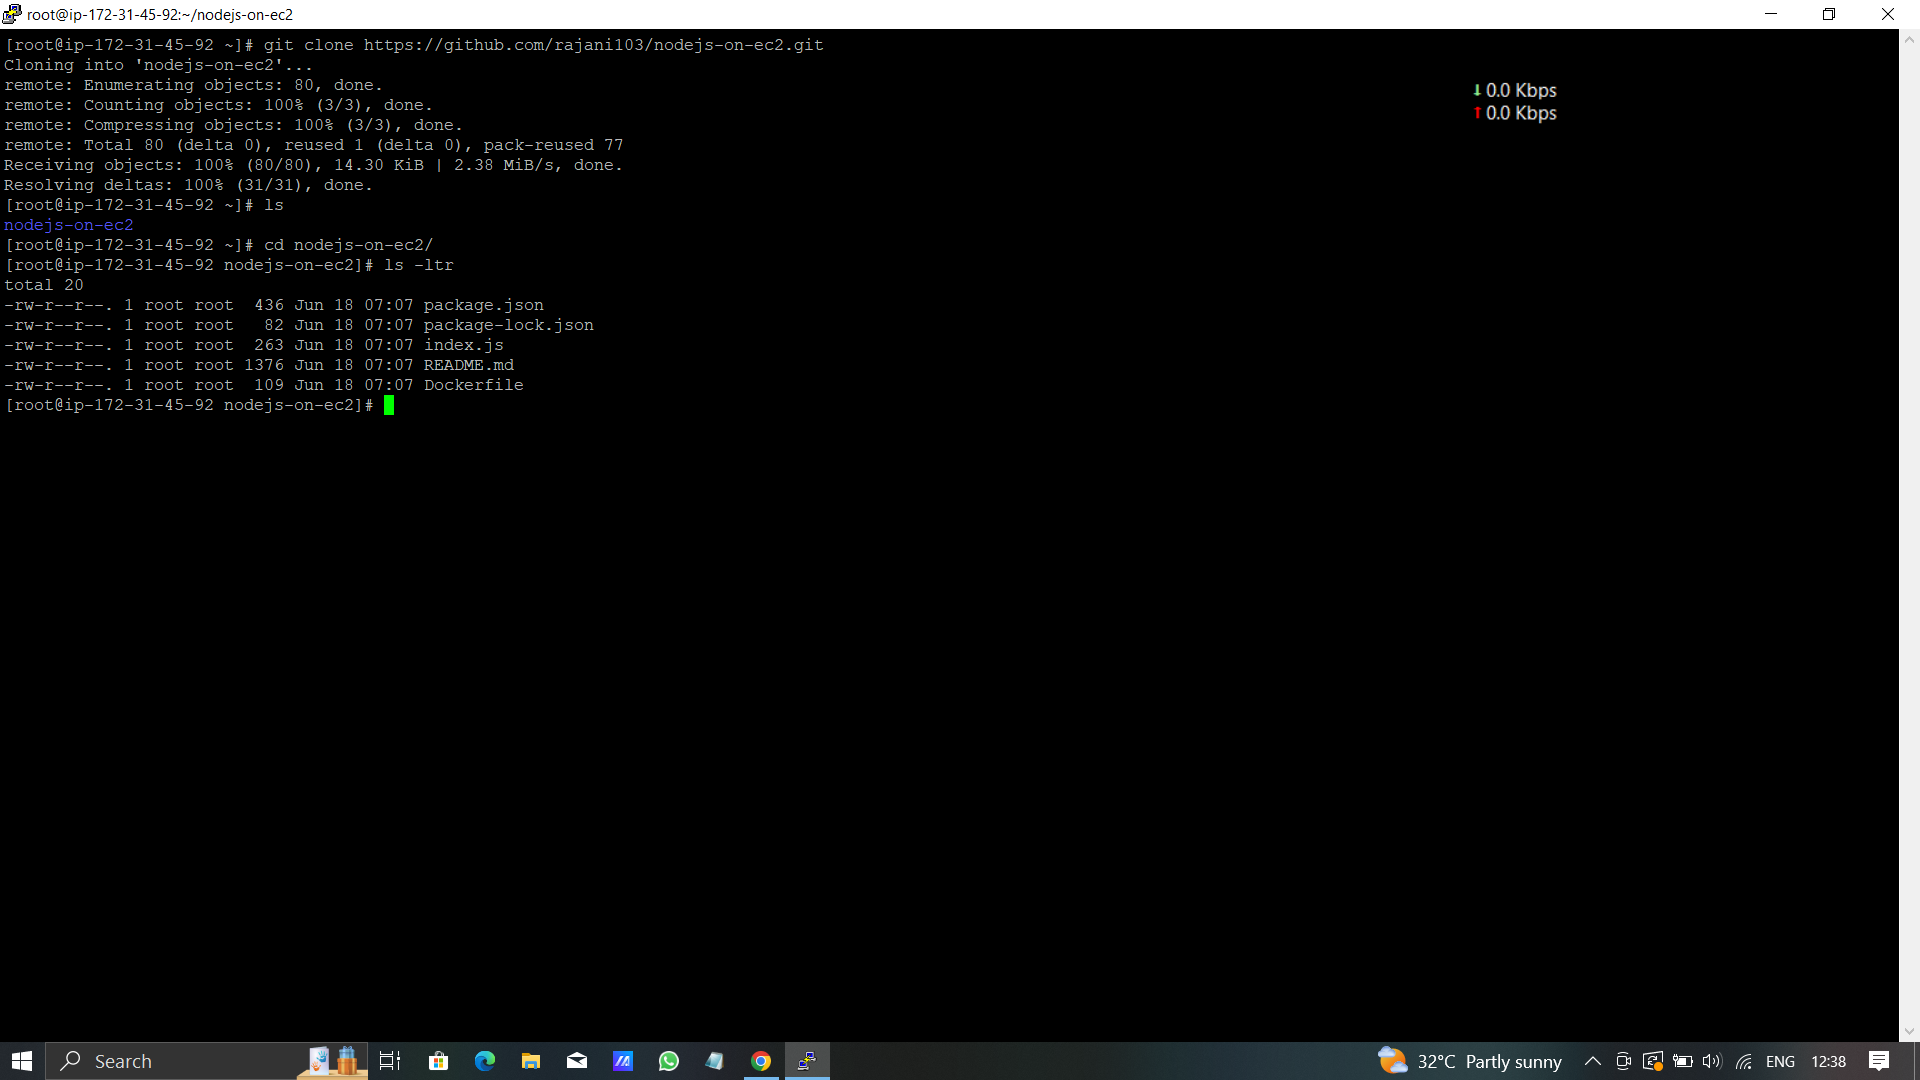 root@ip-172-31-45-92:~/nodejs-on-ec2
[root@ip-172-31-45-92 ~]# git clone https://github.com/rajani103/nodejs-on-ec2.git
Cloning into 'nodejs-on-ec2'...
remote: Enumerating objects: 80, done.
remote: Counting objects: 100% (3/3), done.
remote: Compressing objects: 100% (3/3), done.
remote: Total 80 (delta 0), reused 1 (delta 0), pack-reused 77
Receiving objects: 100% (80/80), 14.30 KiB | 2.38 MiB/s, done.
Resolving deltas: 100% (31/31), done.
[root@ip-172-31-45-92 ~]# ls
nodejs-on-ec2
[root@ip-172-31-45-92 ~]# cd nodejs-on-ec2/
[root@ip-172-31-45-92 nodejs-on-ec2]# ls -ltr
total 20
-rw-r--r--. 1 root root  436 Jun 18 07:07 package.json
-rw-r--r--. 1 root root   82 Jun 18 07:07 package-lock.json
-rw-r--r--. 1 root root  263 Jun 18 07:07 index.js
-rw-r--r--. 1 root root 1376 Jun 18 07:07 README.md
-rw-r--r--. 1 root root  109 Jun 18 07:07 Dockerfile
[root@ip-172-31-45-92 nodejs-on-ec2]#
↓ 0.0 Kbps
↑ 0.0 Kbps
Search
32°C Partly sunny
ENG
12:38